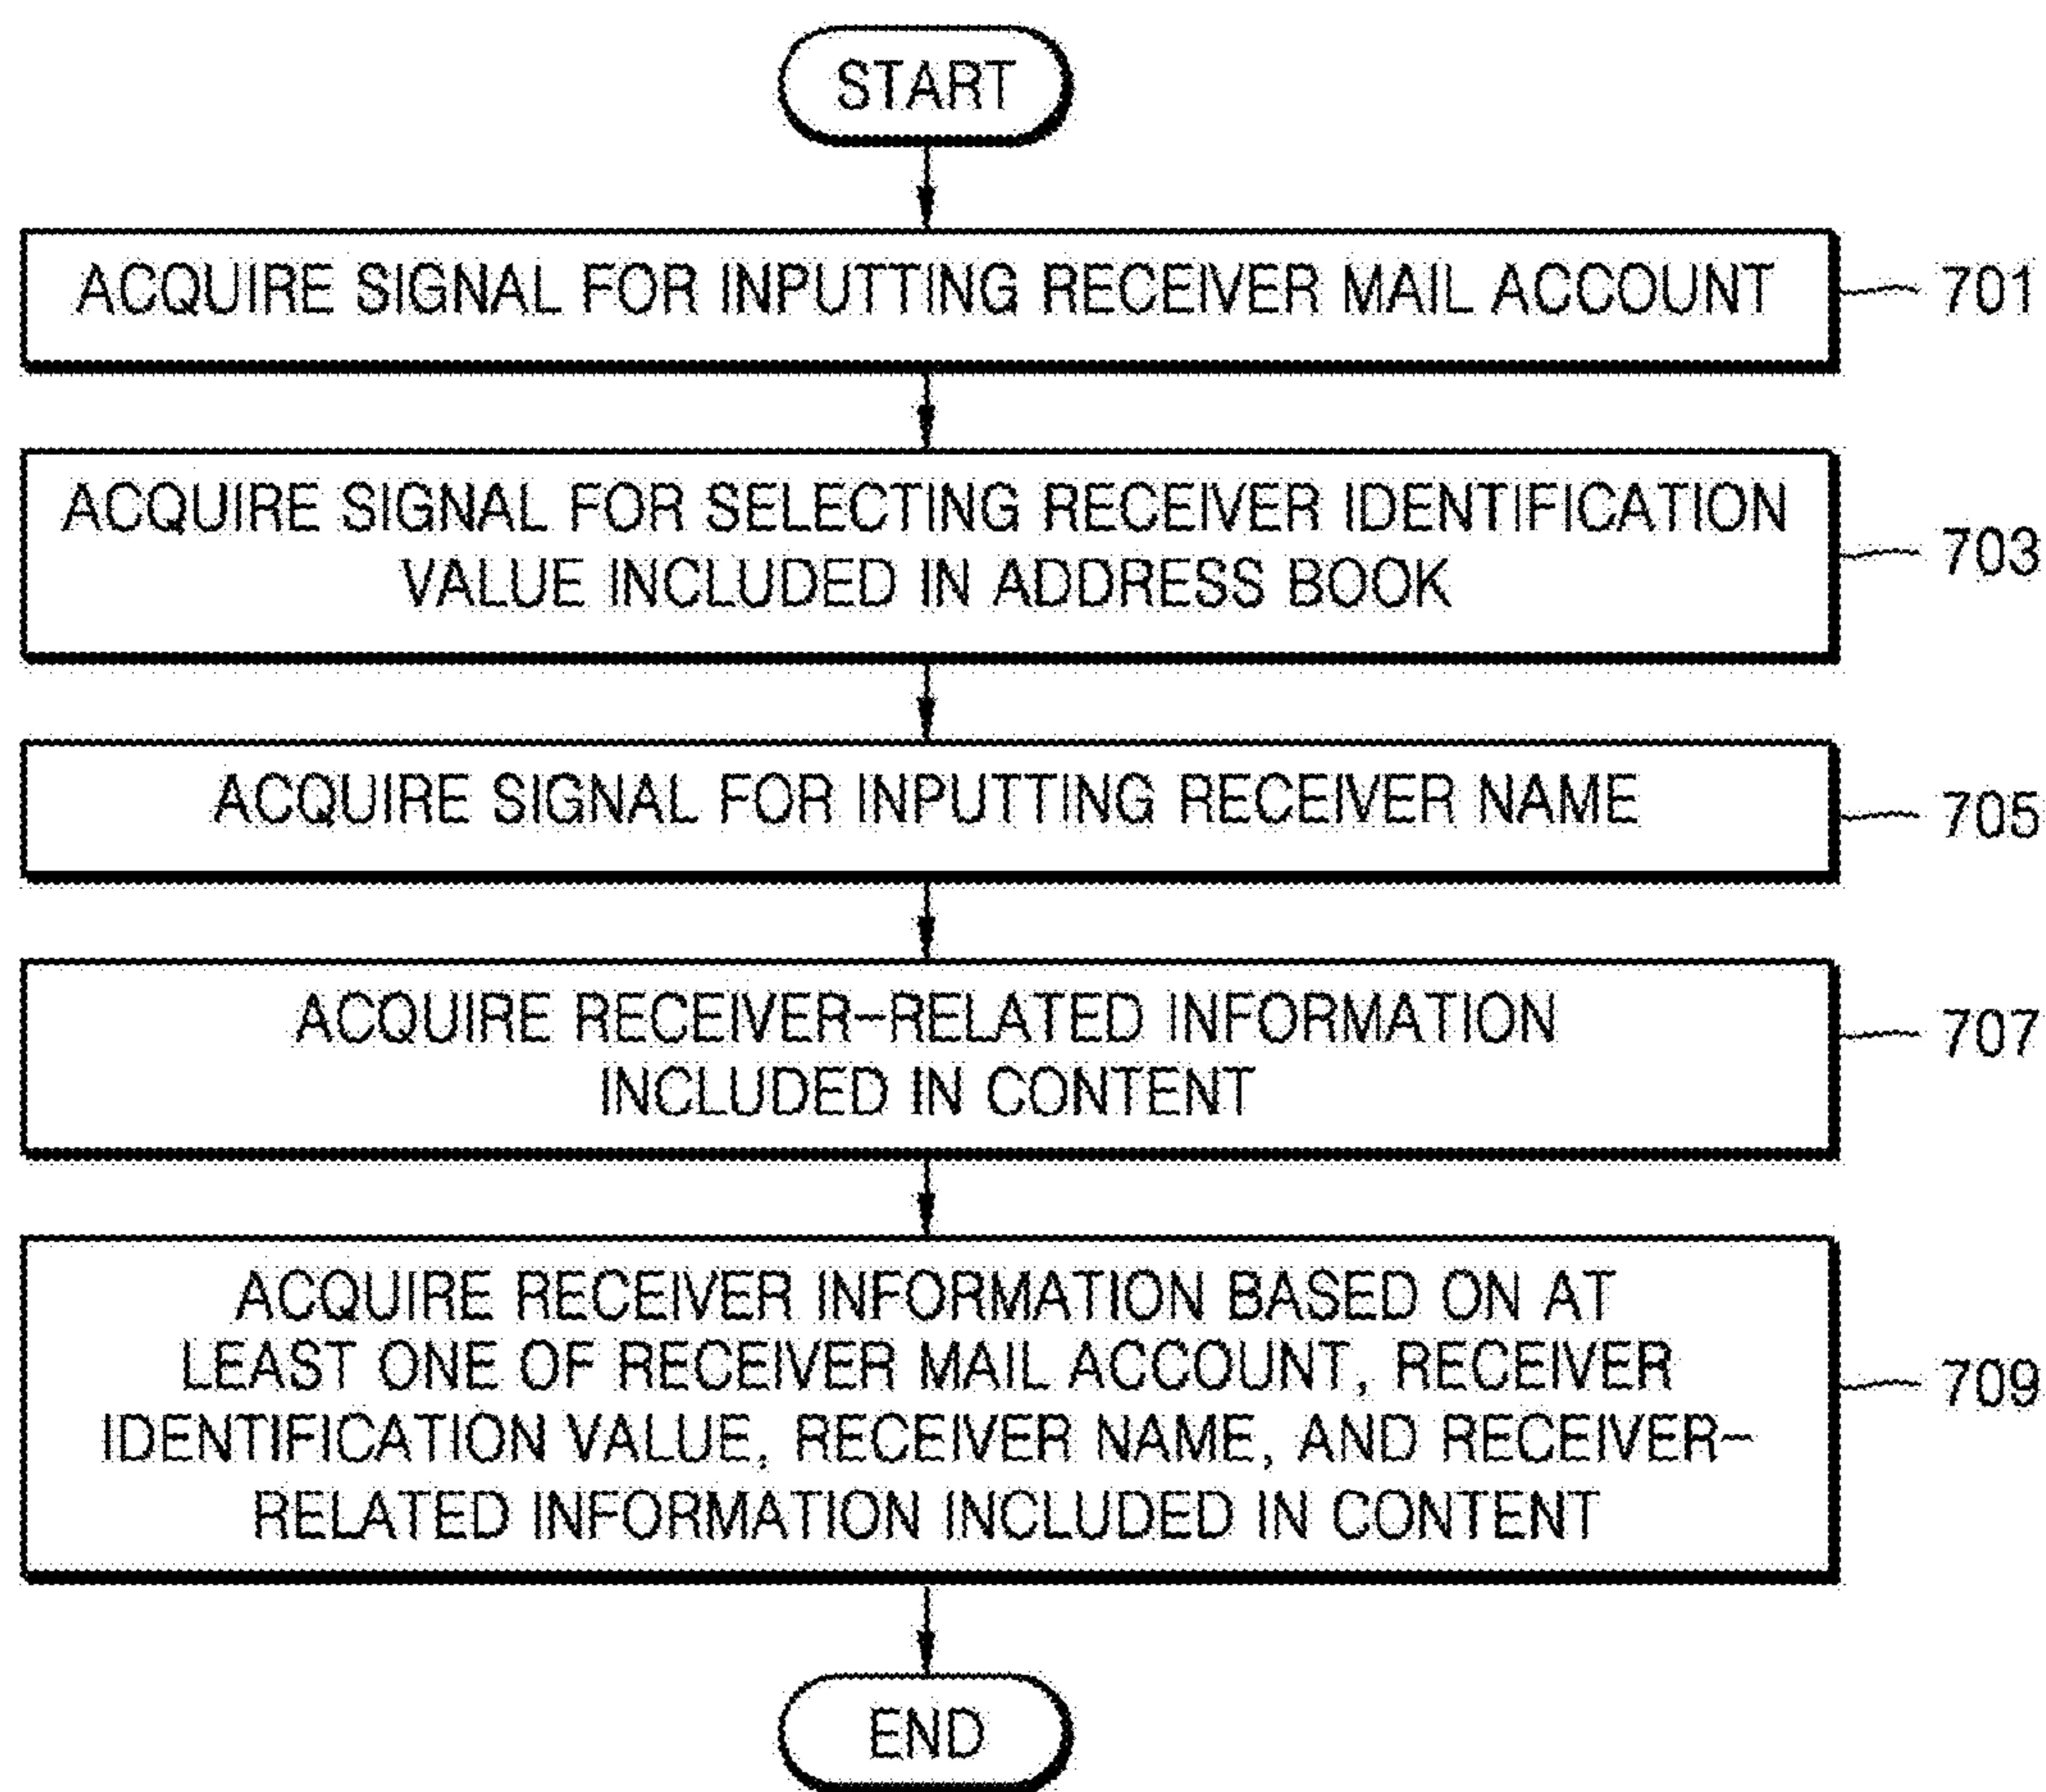 START
ACQUIRE SIGNAL FOR INPUTTING RECEIVER MAIL ACCOUNT
701
ACQUIRE SIGNAL FOR SELECTING RECEIVER IDENTIFICATION
VALUE INCLUDED IN ADDRESS BOOK
703
ACQUIRE SIGNAL FOR INPUTTING RECEIVER NAME
705
ACQUIRE RECEIVER-RELATED INFORMATION
INCLUDED IN CONTENT
707
ACQUIRE RECEIVER INFORMATION BASED ON AT
LEAST ONE OF RECEIVER MAIL ACCOUNT, RECEIVER
IDENTIFICATION VALUE, RECEIVER NAME, AND RECEIVER-
RELATED INFORMATION INCLUDED IN CONTENT
709
END